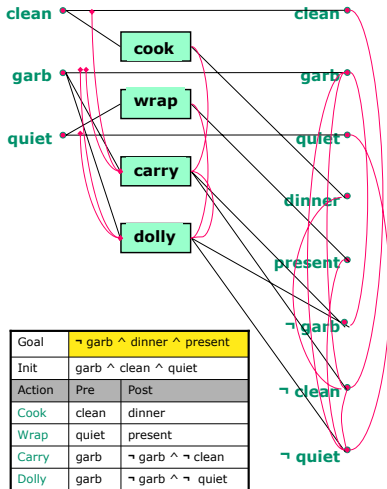 clean
clean
cook
garb
garb
wrap
quiet
quiet
carry
dinner
dolly
present
¬ garb
¬ clean
¬ quiet
Goal ¬ garb ^ dinner ^ present
Init garb ^ clean ^ quiet
Action Pre Post
Cook clean dinner
Wrap quiet present
Carry garb ¬ garb ^ ¬ clean
Dolly garb ¬ garb ^ ¬ quiet